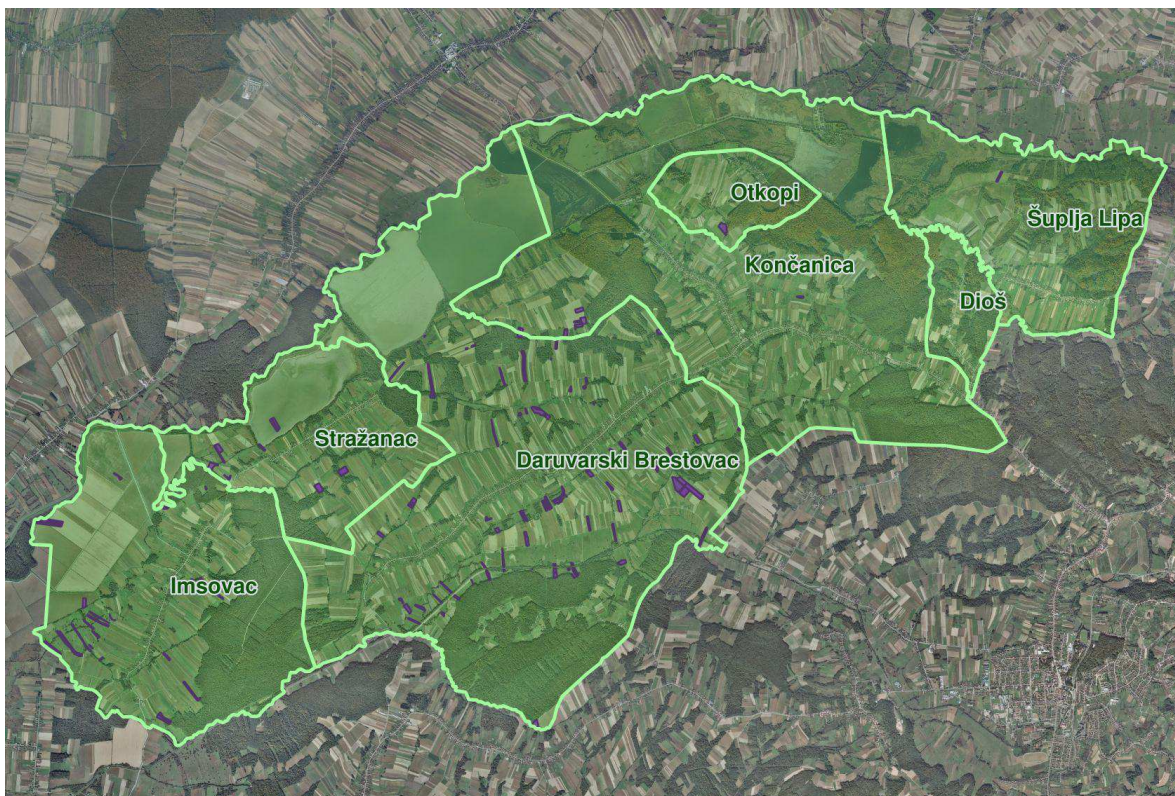 Otkopi
Šuplja Lipa
Končanica
Dioš
Stražanac
Daruvarski Brestovac
Imsovac